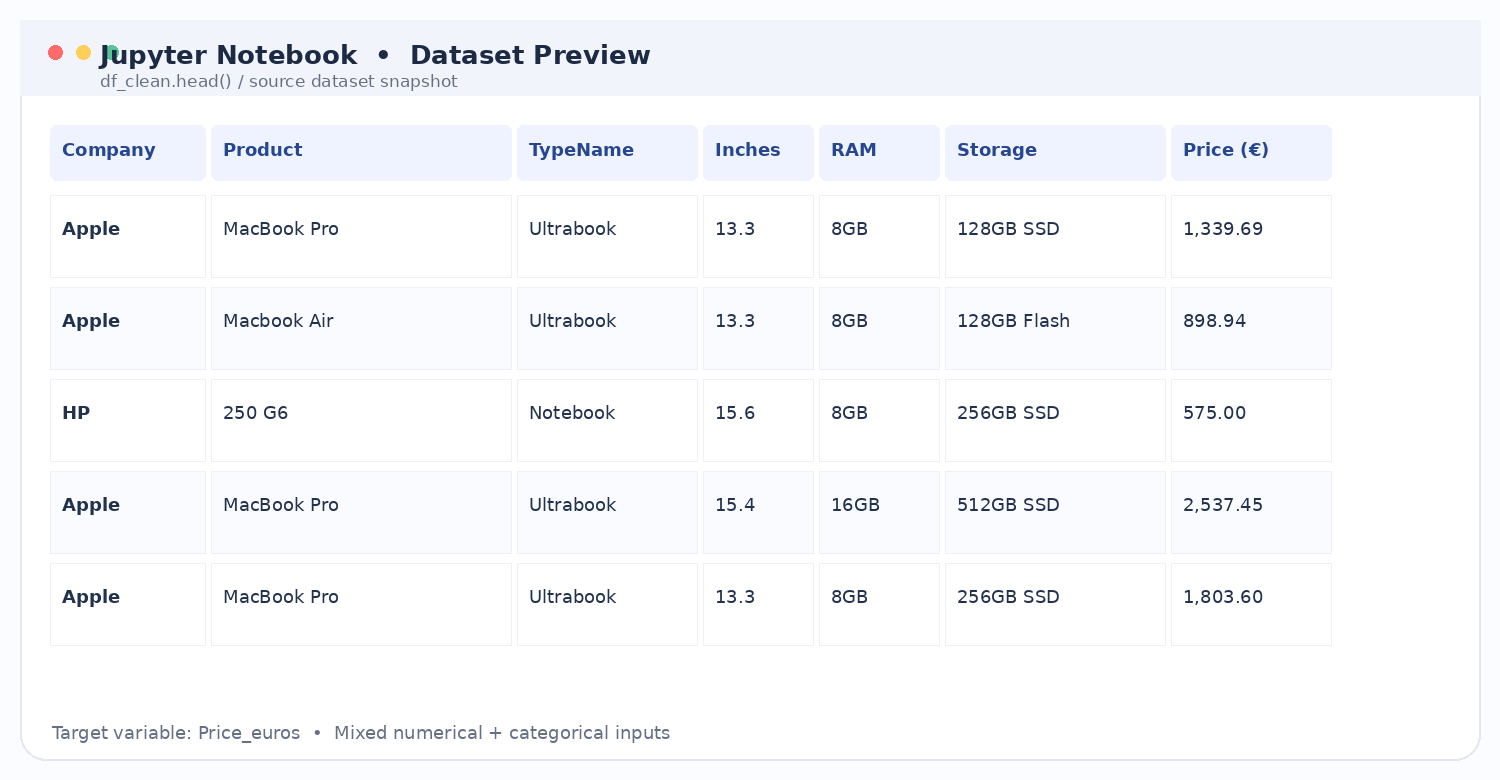 Jupyter Notebook • Dataset Preview
df_clean.head() / source dataset snapshot
Company Product TypeName Inches RAM Storage Price (€)
Apple MacBook Pro Ultrabook 13.3 8GB 128GB SSD 1,339.69
Apple Macbook Air Ultrabook 13.3 8GB 128GB Flash 898.94
HP 250 G6 Notebook 15.6 8GB 256GB SSD 575.00
Apple MacBook Pro Ultrabook 15.4 16GB 512GB SSD 2,537.45
Apple MacBook Pro Ultrabook 13.3 8GB 256GB SSD 1,803.60
Target variable: Price_euros • Mixed numerical + categorical inputs